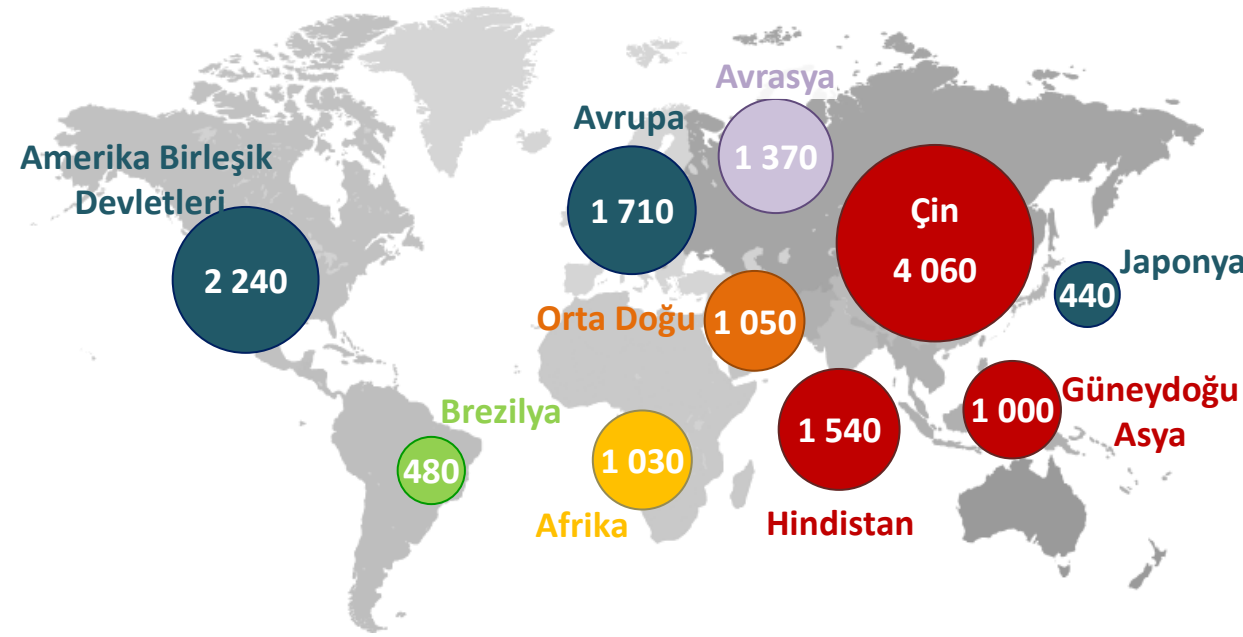 Avrasya
1 370
Avrupa
1 710
Amerika Birleşik
Devletleri
2 240
Çin
4 060
Japonya
440
Orta Doğu
1 050
Güneydoğu
Asya
1 000
Brezilya
480
Afrika
1 030
Hindistan
1 540